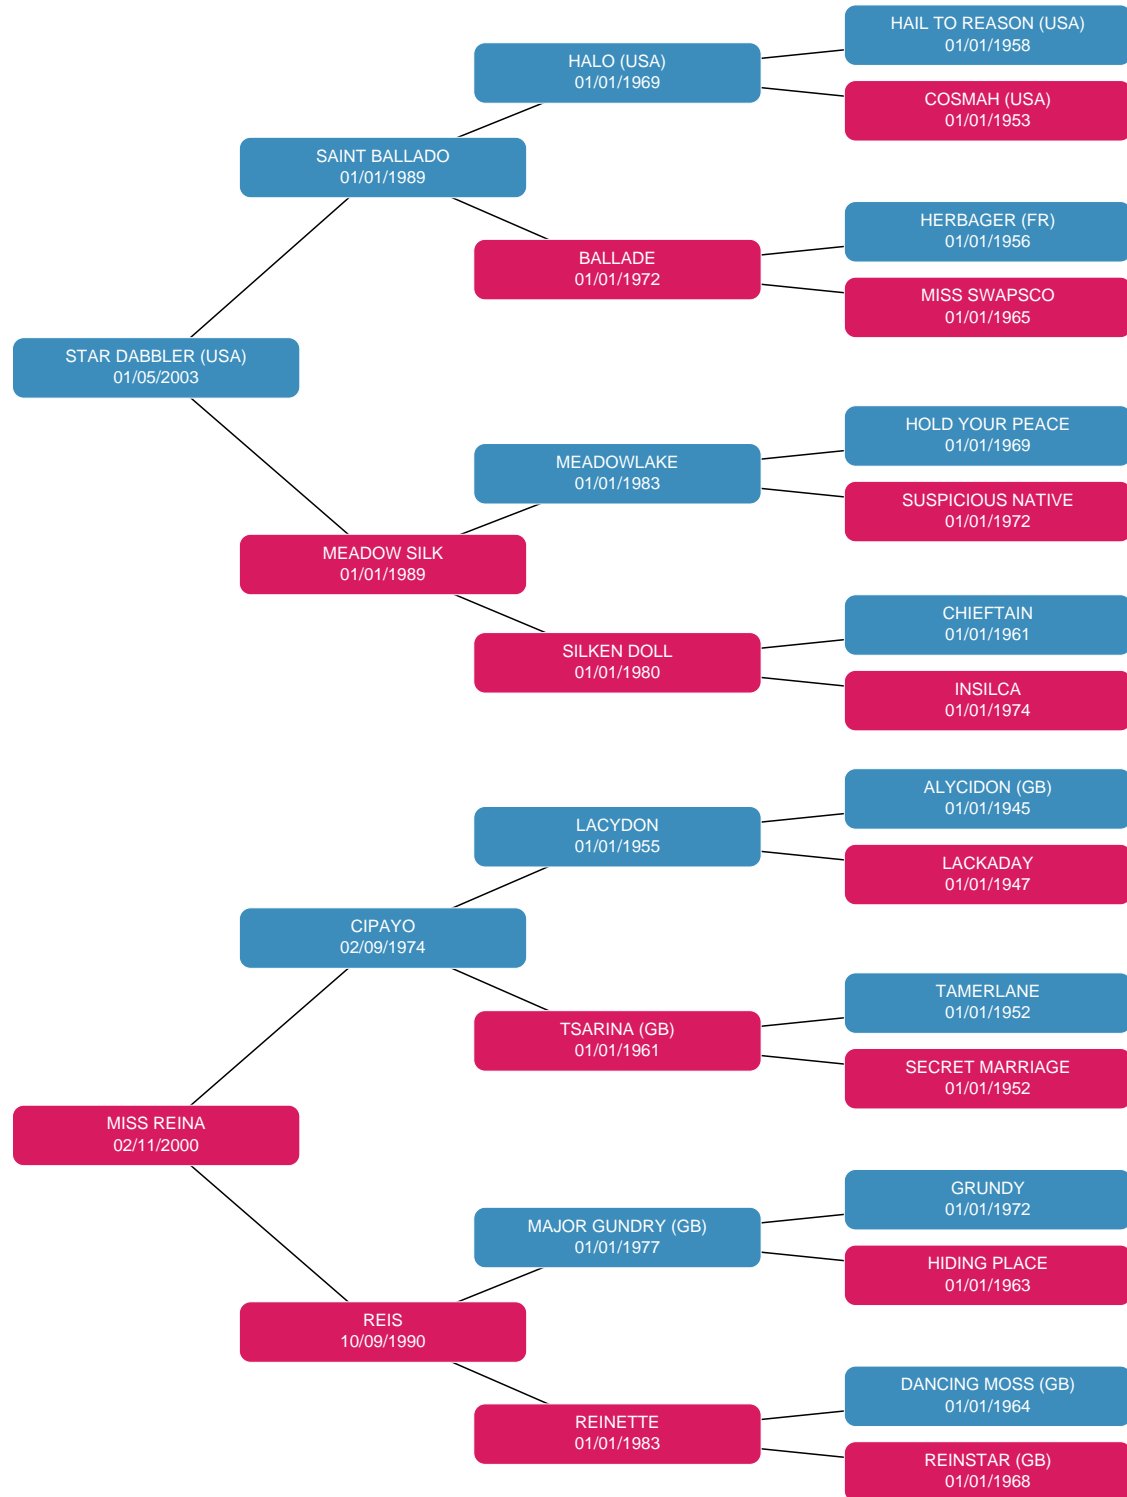 HAIL TO REASON (USA)
01/01/1958
HALO (USA)
01/01/1969
COSMAH (USA)
01/01/1953
SAINT BALLADO
01/01/1989
HERBAGER (FR)
01/01/1956
BALLADE
01/01/1972
MISS SWAPSCO
01/01/1965
STAR DABBLER (USA)
01/05/2003
HOLD YOUR PEACE
01/01/1969
MEADOWLAKE
01/01/1983
SUSPICIOUS NATIVE
01/01/1972
MEADOW SILK
01/01/1989
CHIEFTAIN
01/01/1961
SILKEN DOLL
01/01/1980
INSILCA
01/01/1974
ALYCIDON (GB)
01/01/1945
LACYDON
01/01/1955
LACKADAY
01/01/1947
CIPAYO
02/09/1974
TAMERLANE
01/01/1952
TSARINA (GB)
01/01/1961
SECRET MARRIAGE
01/01/1952
MISS REINA
02/11/2000
GRUNDY
01/01/1972
MAJOR GUNDRY (GB)
01/01/1977
HIDING PLACE
01/01/1963
REIS
10/09/1990
DANCING MOSS (GB)
01/01/1964
REINETTE
01/01/1983
REINSTAR (GB)
01/01/1968